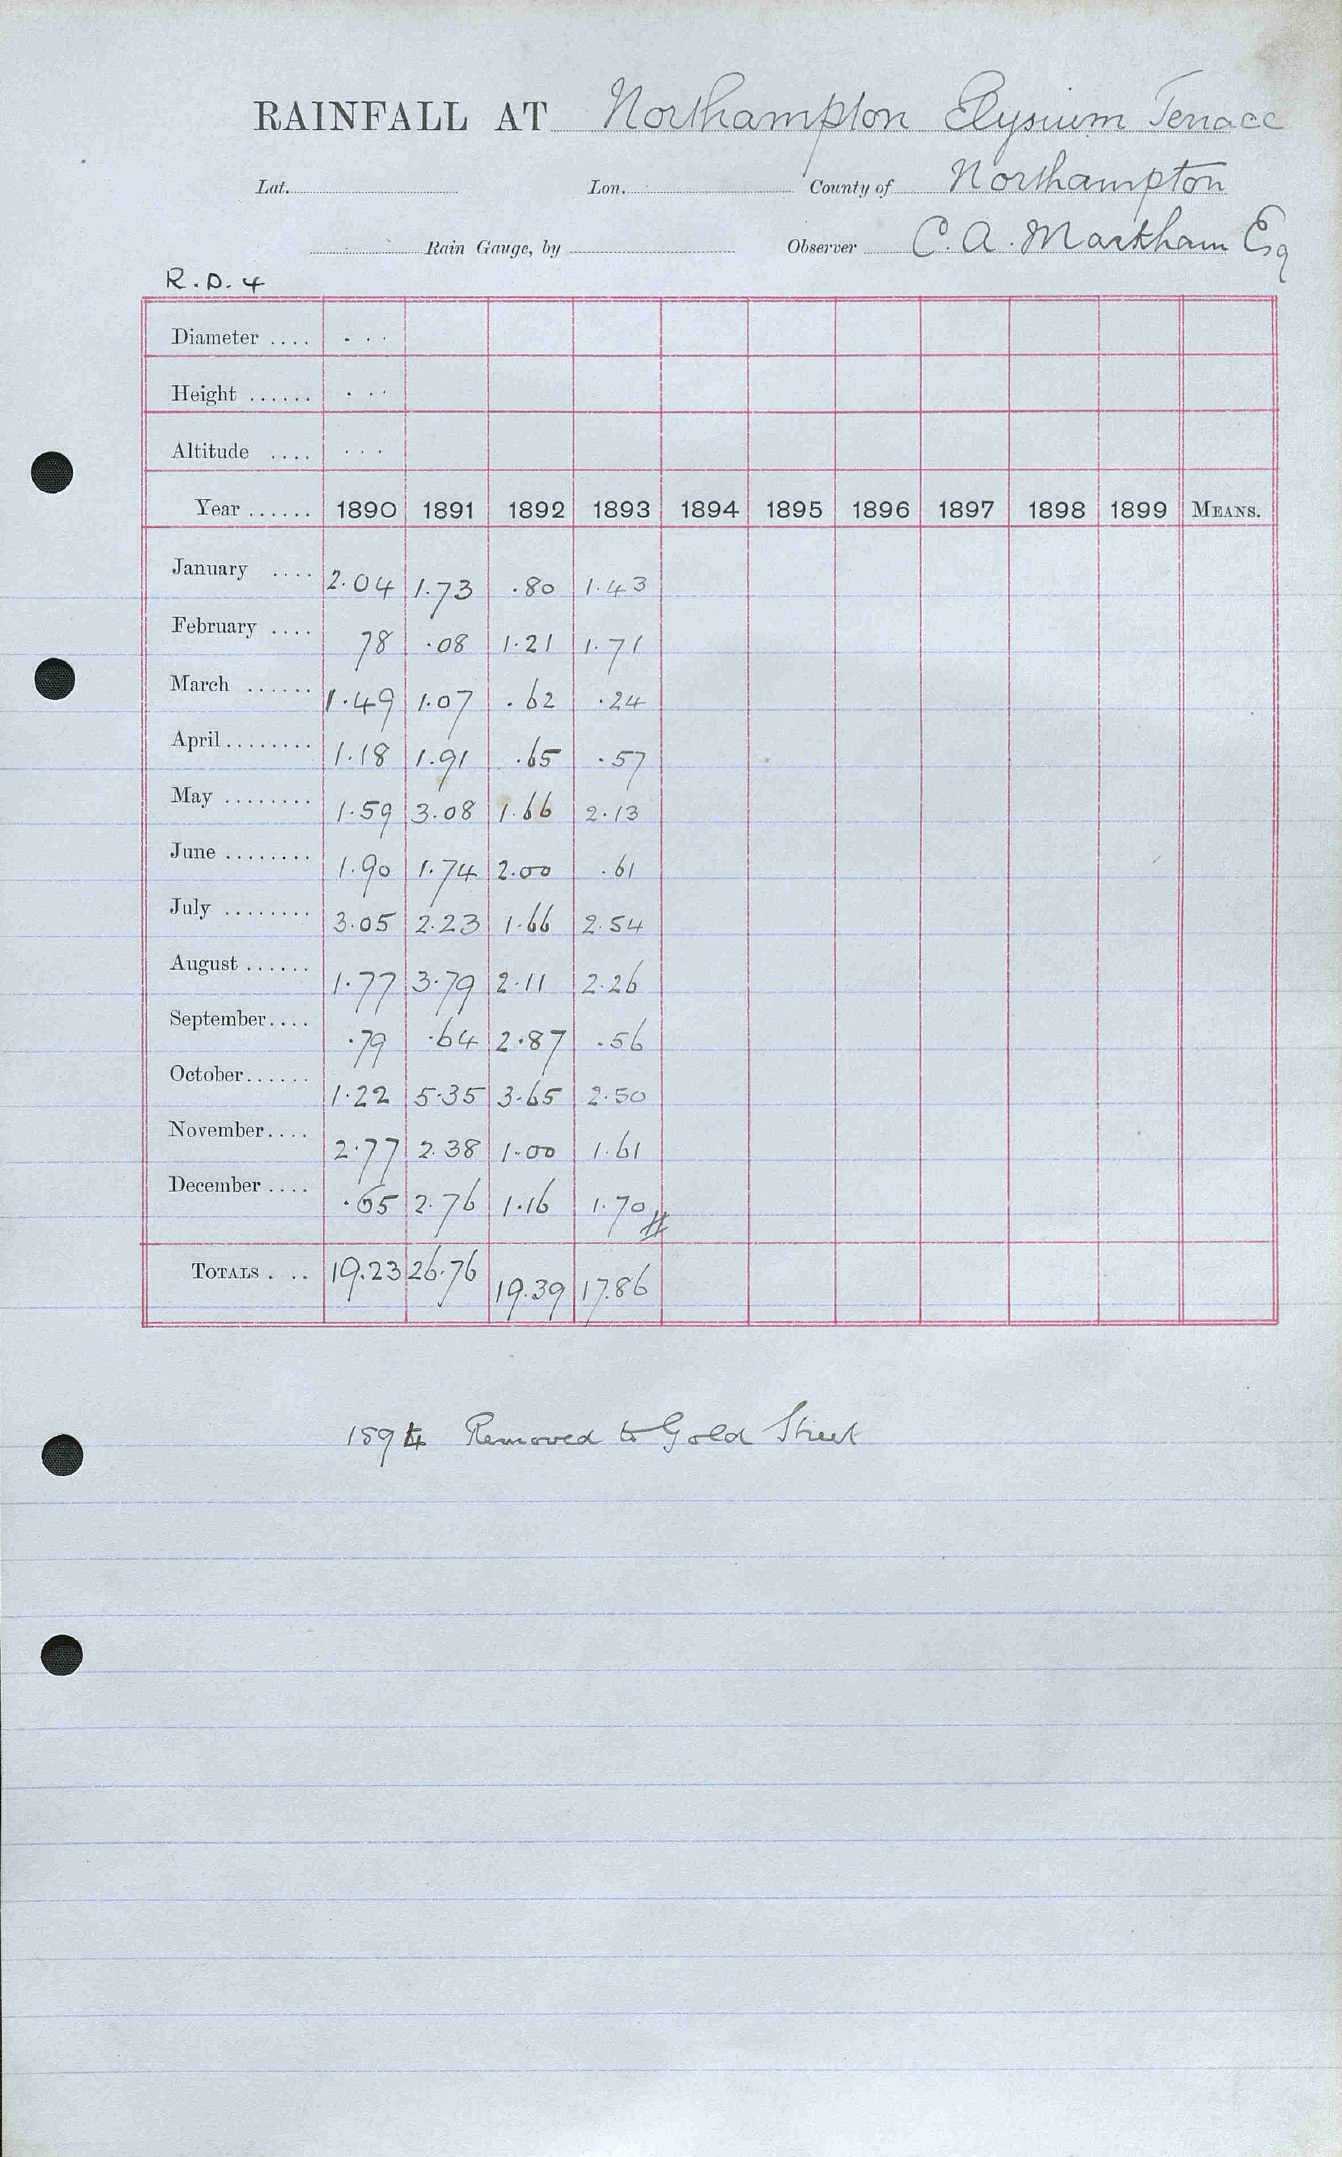 RAINFALL AT Northampton Elysium Terrace
Lat. Lon. County of Northampton
Rain Gauge, by Observer C. A. Markham Esq
R.D. 4
Diameter .... . . .
Height ...... . . .
Altitude .... . . .
Year ...... 1890 1891 1892 1893 1894 1895 1896 1897 1898 1899 MEANS.
January .... 2.04 1.73 .80 1.43
February .... 78 .08 1.21 1.71
March ...... 1.49 1.07 .62 .24
April ........ 1.18 1.91 .65 .57
May ........ 1.59 3.08 1.66 2.13
June ........ 1.90 1.74 2.00 .61
July ........ 3.05 2.23 1.66 2.54
August ...... 1.77 3.79 2.11 2.26
September.... .79 .64 2.87 .56
October...... 1.22 5.35 3.65 2.50
November.... 2.77 2.38 1.00 1.61
December .... .65 2.76 1.16 1.70 #
TOTALS . .. 19.23 26.76 19.39 17.86
1894 Removed to Gold Street